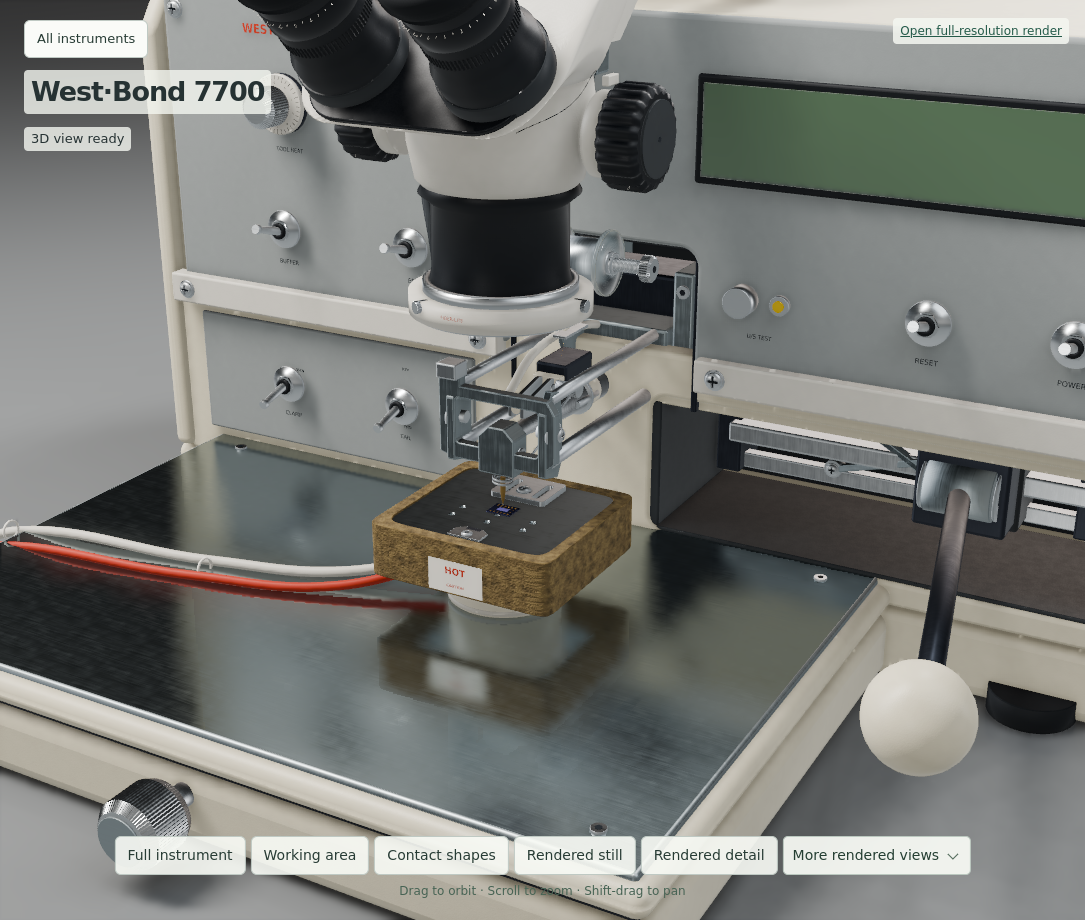 All instruments
Open full-resolution render
WEST
West·Bond 7700
3D view ready
TOOL HEAT
BUFFER
U/S TEST
RESET
POWER
CLAMP
HOT
Full instrument
Working area
Contact shapes
Rendered still
Rendered detail
More rendered views
Drag to orbit · Scroll to zoom · Shift-drag to pan